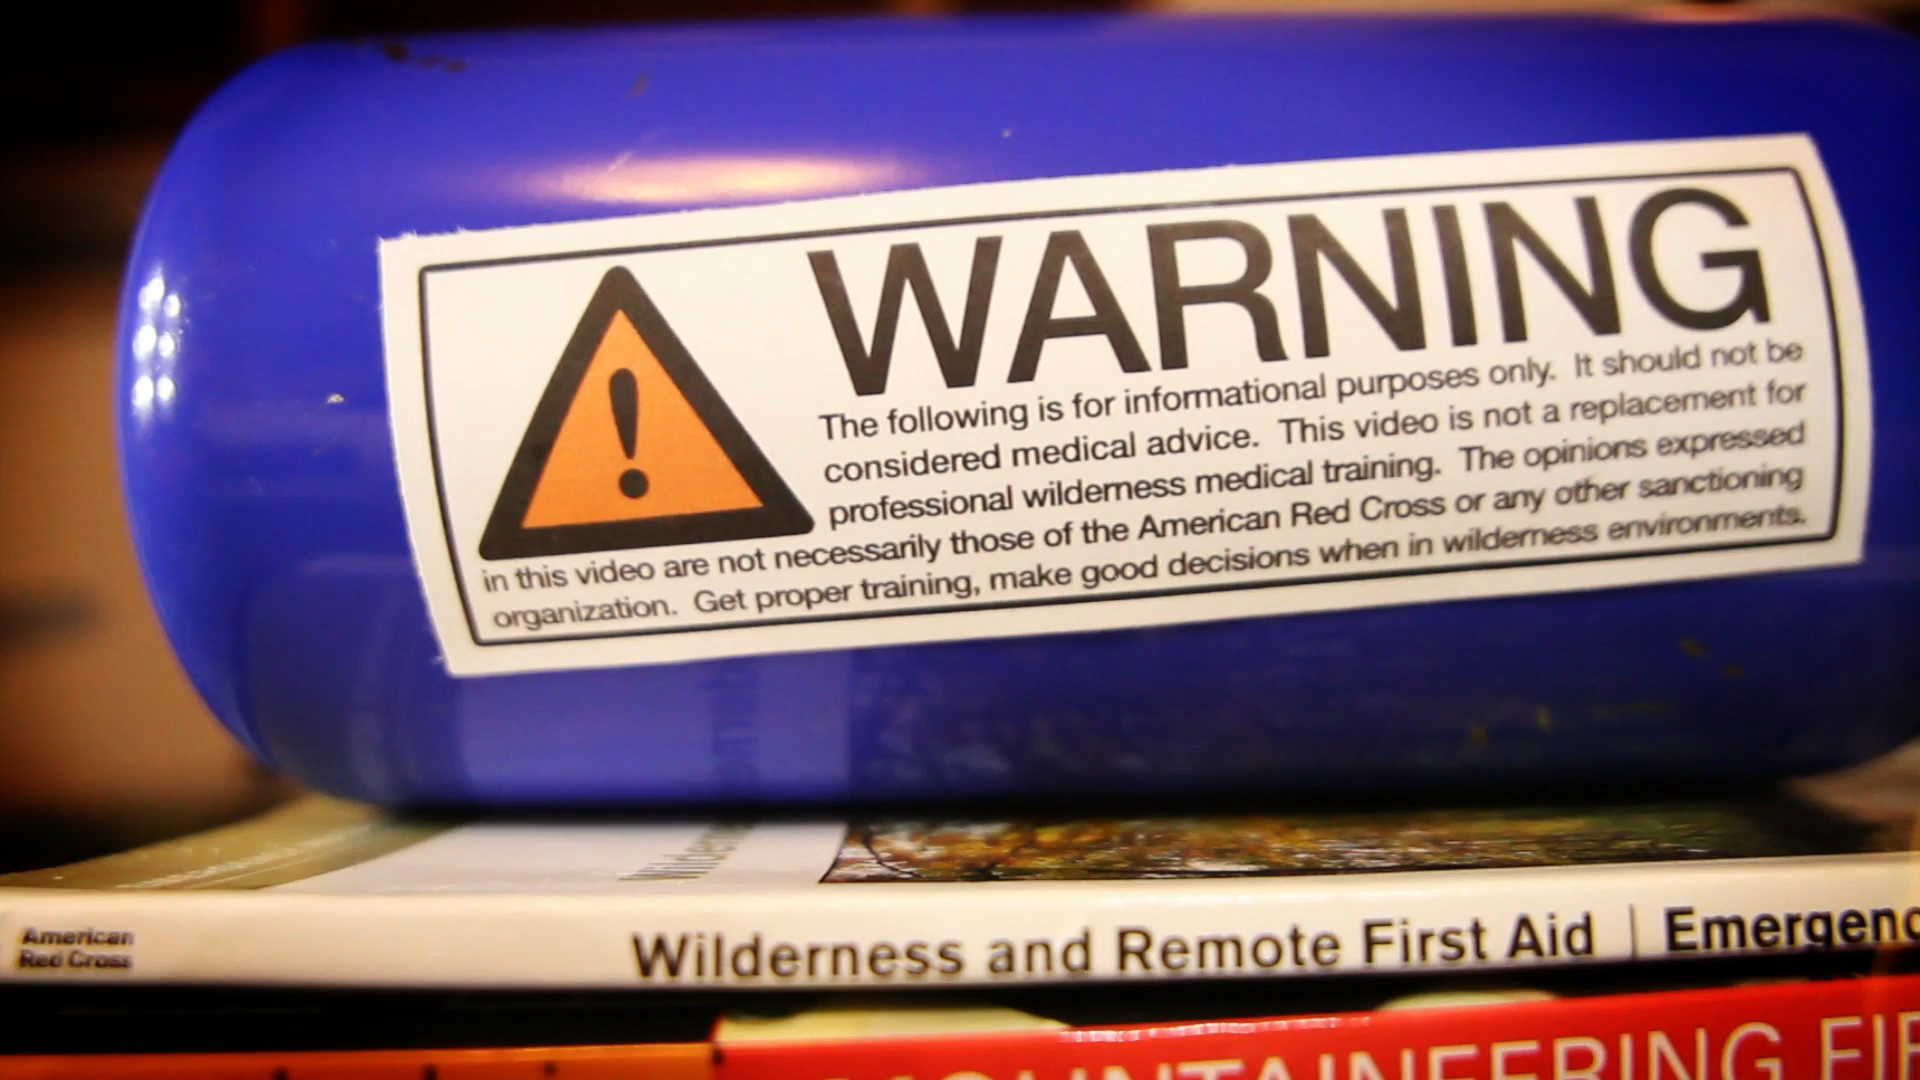 WARNING
The following is for informational purposes only. It should not be
considered medical advice. This video is not a replacement for
professional wilderness medical training. The opinions expressed
in this video are not necessarily those of the American Red Cross or any other sanctioning
organization. Get proper training, make good decisions when in wilderness environments.
American
Red Cross
Wilderness and Remote First Aid | Emergenc
MOUNTAINEERING FIR